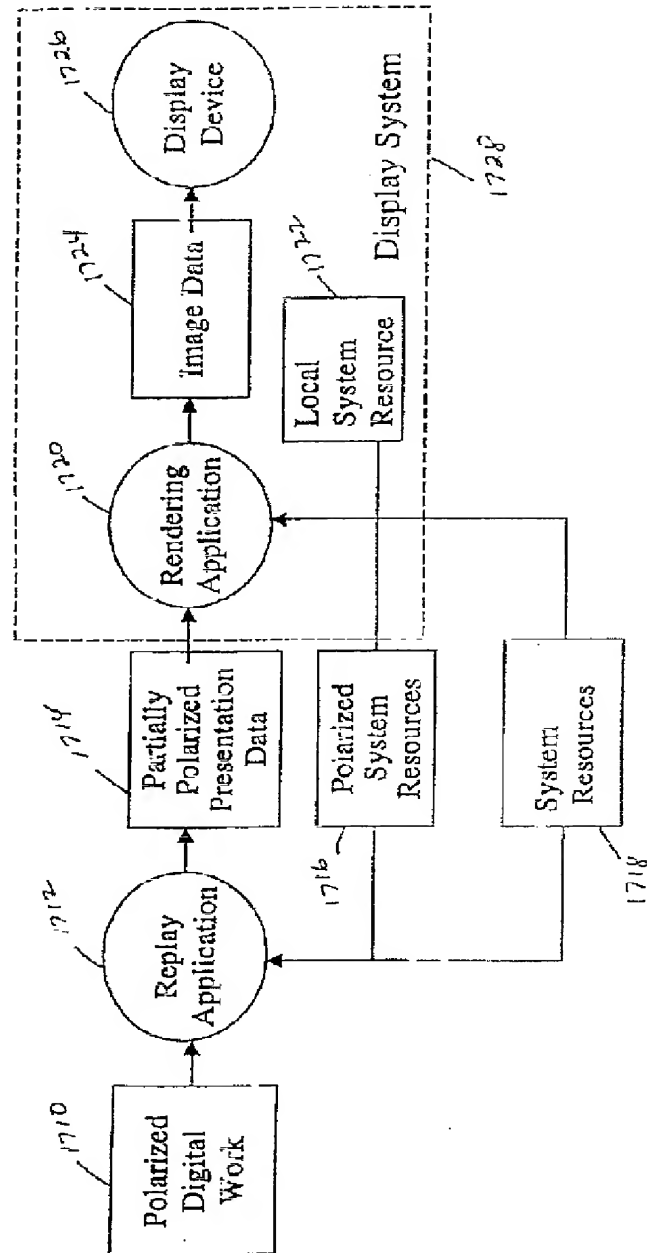 1710
Polarized
Digital
Work
1712
Replay
Application
1714
Partially
Polarized
Presentation
Data
1716
Polarized
System
Resources
1718
System
Resources
1720
Rendering
Application
1722
Local
System
Resource
1724
Image Data
1726
Display
Device
Display System
1728